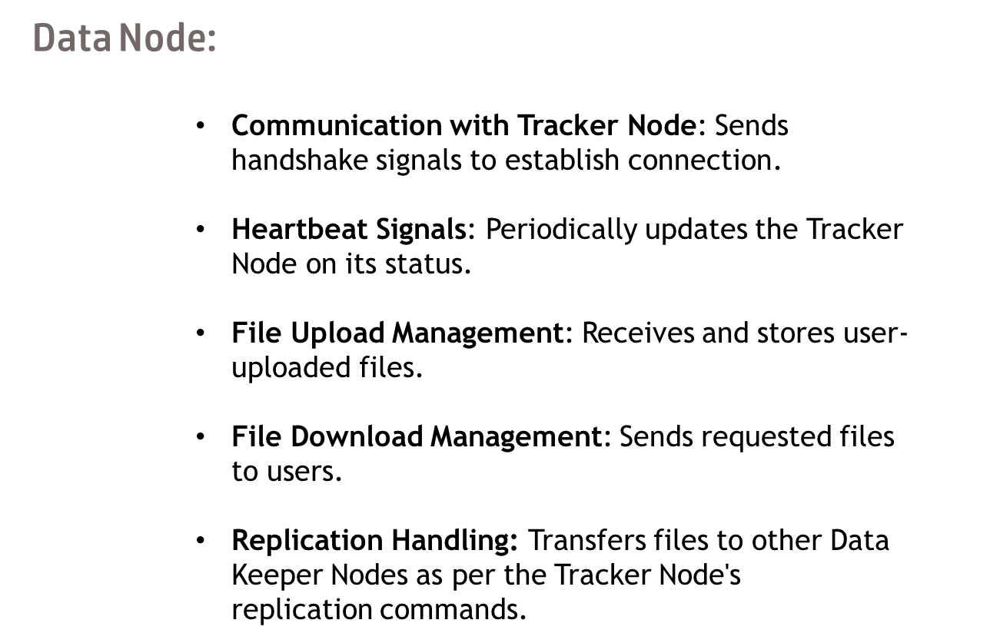 Data Node:
• Communication with Tracker Node: Sends
handshake signals to establish connection.
• Heartbeat Signals: Periodically updates the Tracker
Node on its status.
• File Upload Management: Receives and stores user-
uploaded files.
• File Download Management: Sends requested files
to users.
• Replication Handling: Transfers files to other Data
Keeper Nodes as per the Tracker Node's
replication commands.